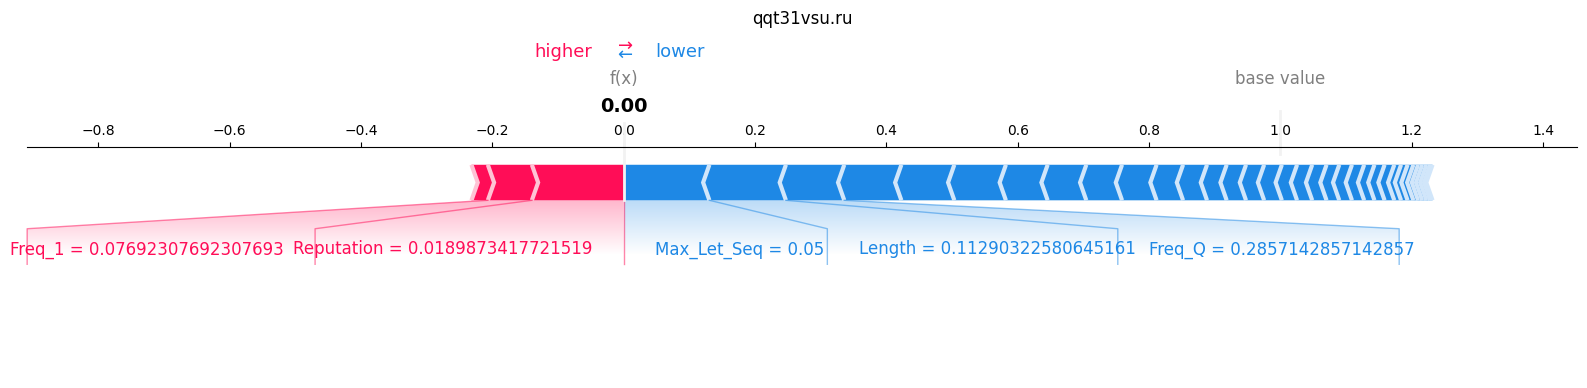 qqt31vsu.ru
higher ⇄ lower
f(x) base value
0.00
−0.8 −0.6 −0.4 −0.2 0.0 0.2 0.4 0.6 0.8 1.0 1.2 1.4
Freq_1 = 0.07692307692307693 Reputation = 0.0189873417721519 Max_Let_Seq = 0.05 Length = 0.11290322580645161 Freq_Q = 0.2857142857142857